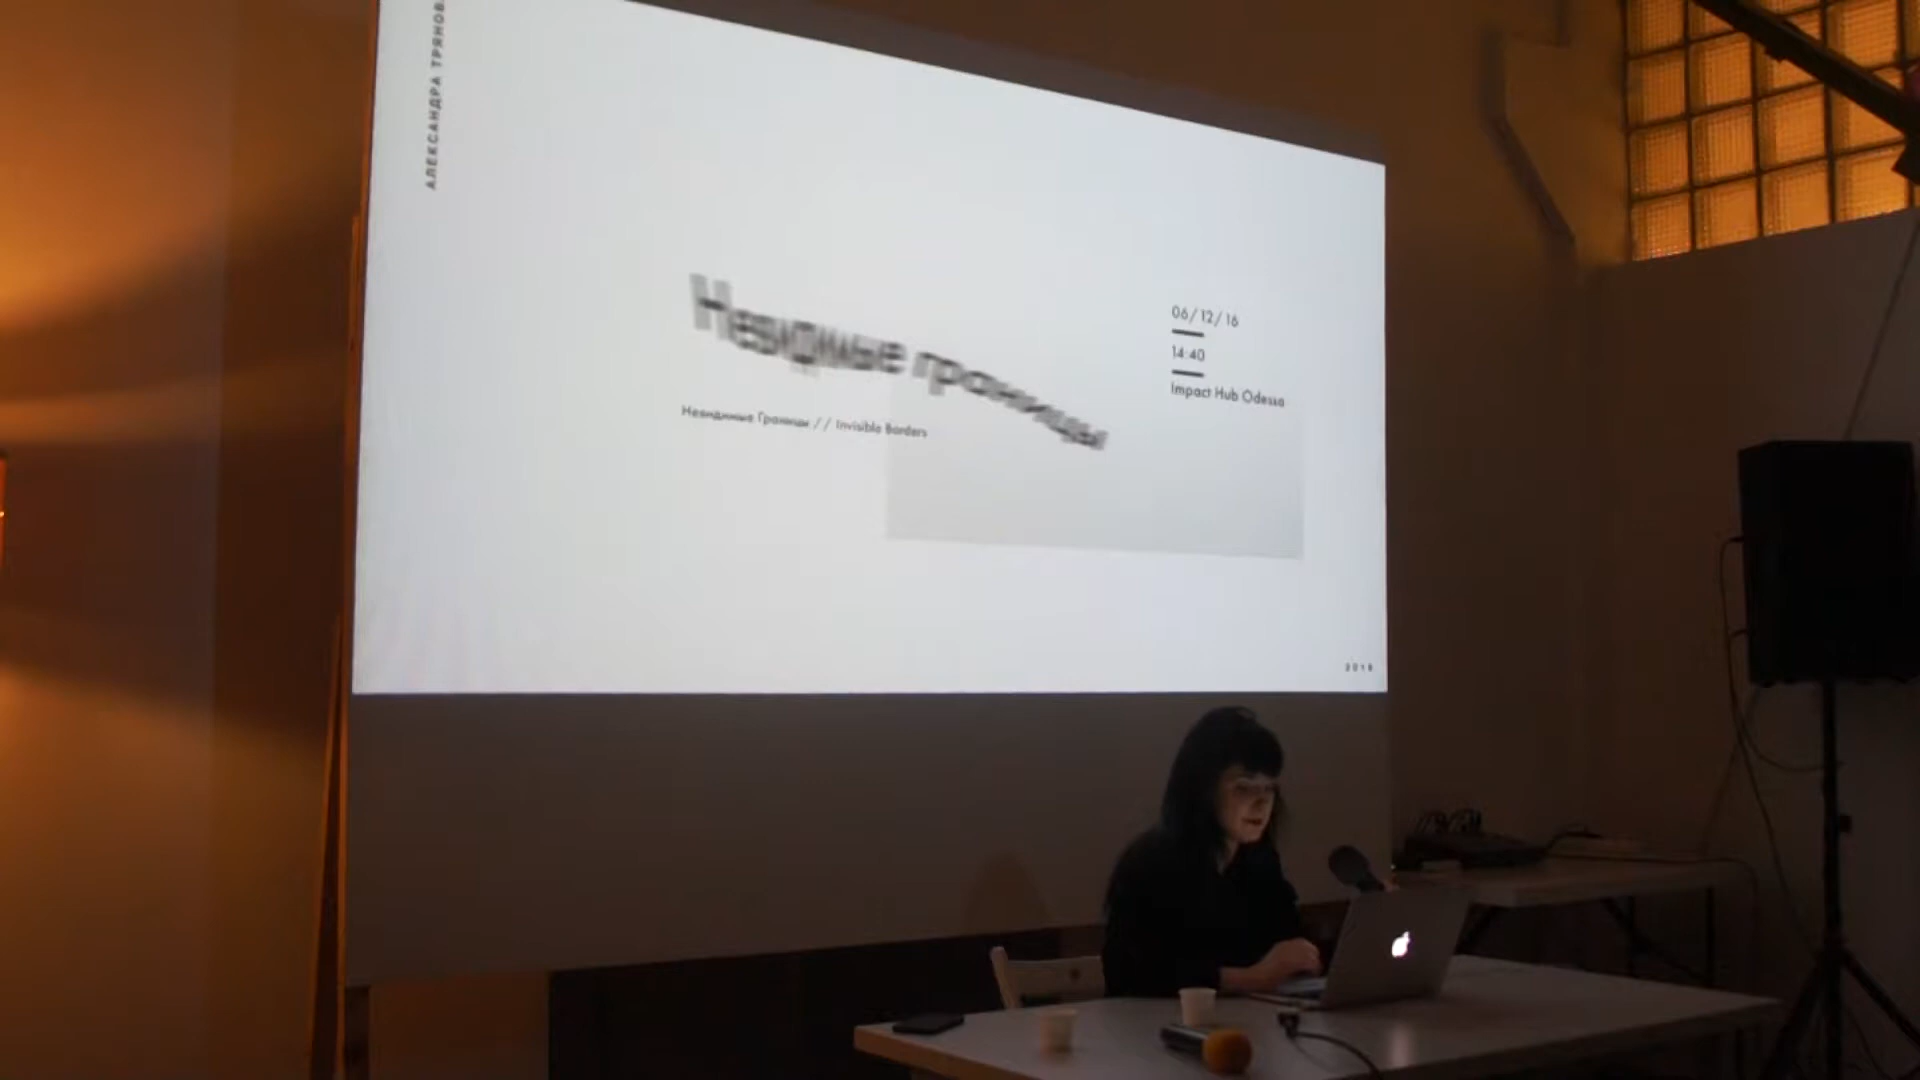 АЛЕКСАНДРА ТРЯНОВ
Невидимые границы
06/12/16
14:40
Impact Hub Odessa
Невидимые Границы // Invisible Borders
2016